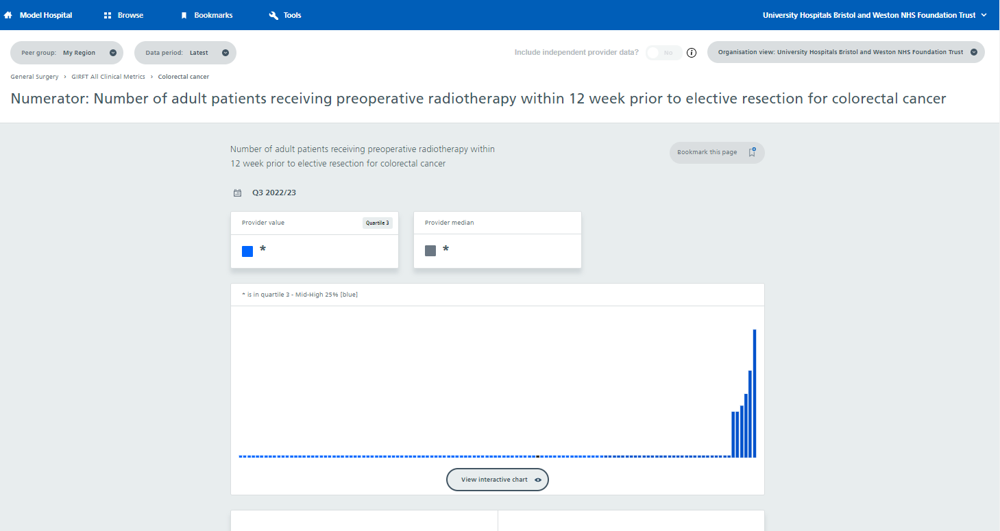 Model Hospital Browse Bookmarks Tools University Hospitals Bristol and Weston NHS Foundation Trust
Peer group: My Region Data period: Latest Include independent provider data? No i Organisation view: University Hospitals Bristol and Weston NHS Foundation Trust
General Surgery › GIRFT All Clinical Metrics › Colorectal cancer
Numerator: Number of adult patients receiving preoperative radiotherapy within 12 week prior to elective resection for colorectal cancer
Number of adult patients receiving preoperative radiotherapy within
12 week prior to elective resection for colorectal cancer
Bookmark this page
Q3 2022/23
Provider value Quartile 3 Provider median
* *
* is in quartile 3 - Mid-High 25% [blue]
View interactive chart